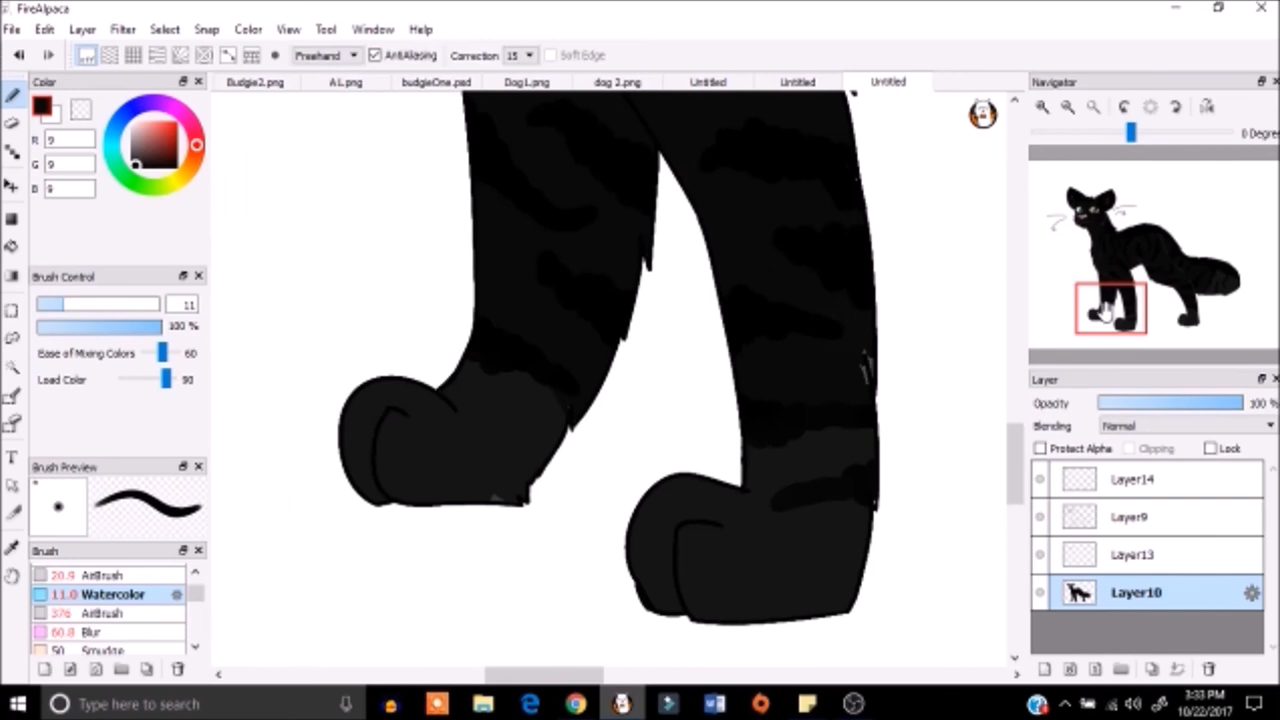 FireAlpaca
File Edit Layer Filter Select Snap Color View Tool Window Help
Freehand AntiAliasing Correction 15 Soft Edge
Color
Budgie2.png A1.png budgieOne.psd Dog1.png dog 2.png Untitled Untitled Untitled
Navigator
R 9
G 9
B 9
0 Degree
Brush Control
11
100 %
Ease of Mixing Colors 60
Load Color 90
Brush Preview
Brush
20.9 AirBrush
11.0 Watercolor
376 AirBrush
60.8 Blur
50 Smudge
Layer
Opacity 100 %
Blending Normal
Protect Alpha Clipping Lock
Layer14
Layer9
Layer13
Layer10
Type here to search
3:33 PM
10/22/2017